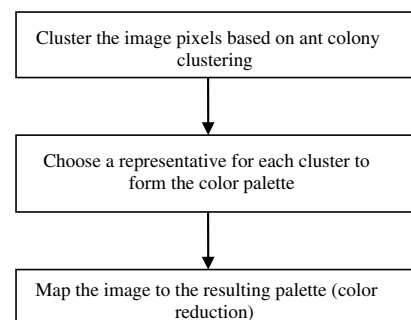 Cluster the image pixels based on ant colony
clustering
Choose a representative for each cluster to
form the color palette
Map the image to the resulting palette (color
reduction)